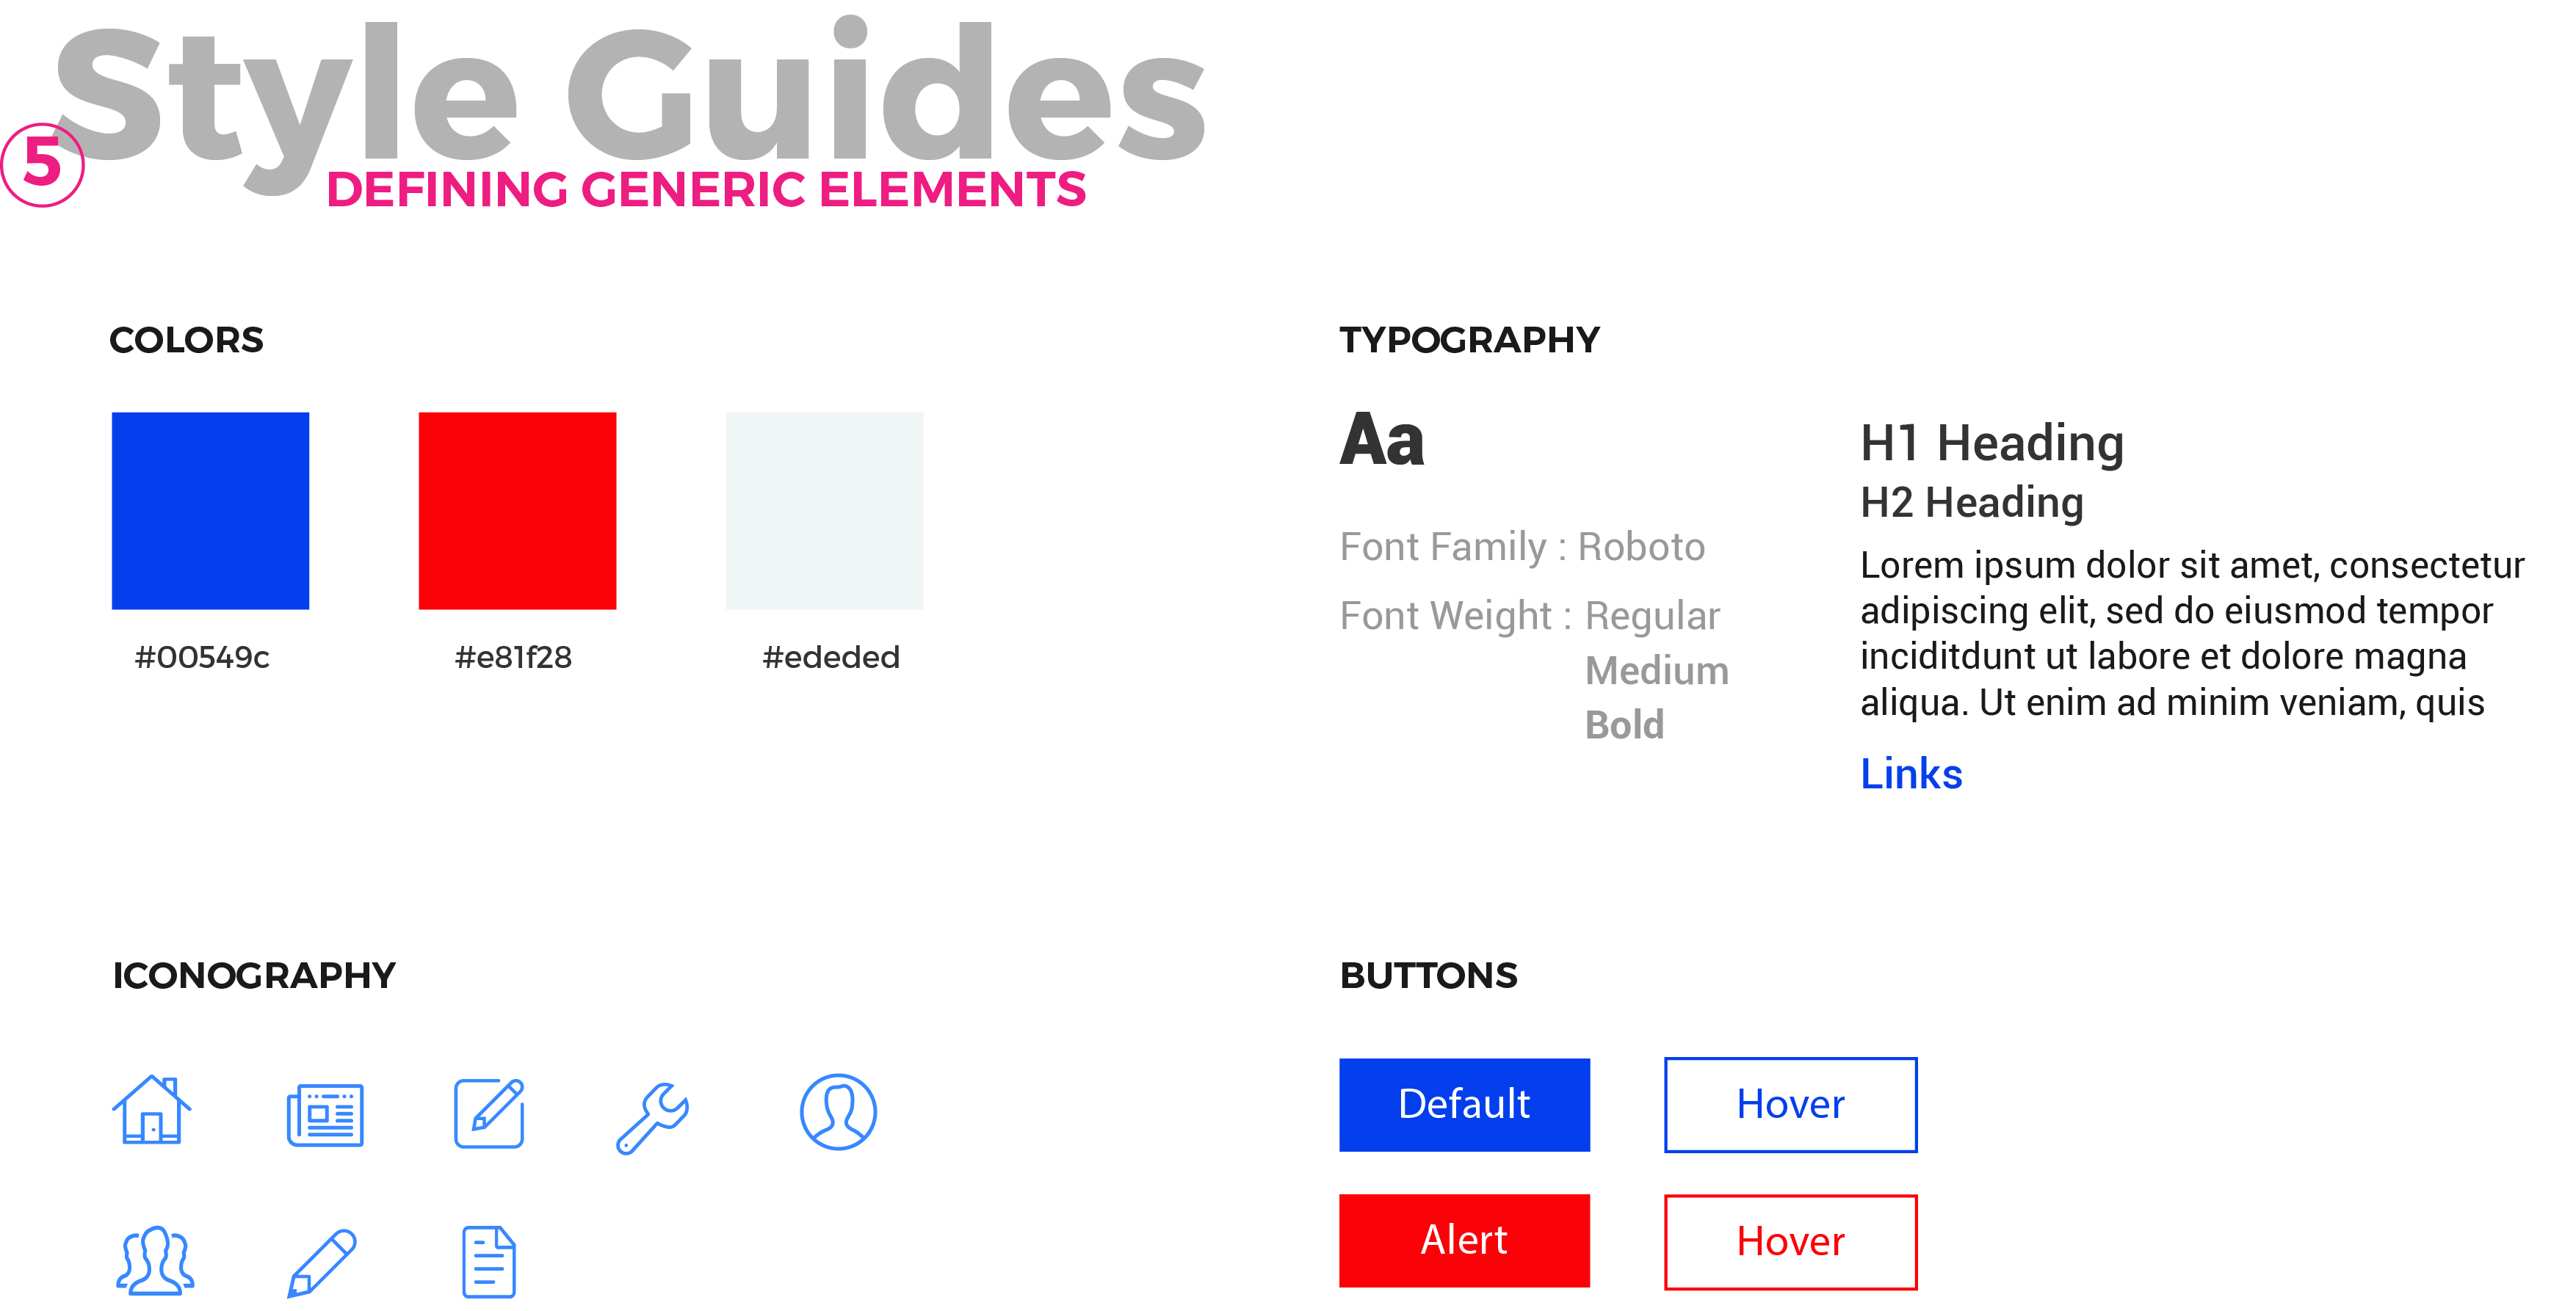 Style Guides
5
DEFINING GENERIC ELEMENTS
COLORS
#00549c
#e81f28
#ededed
TYPOGRAPHY
Aa
Font Family : Roboto
Font Weight : Regular
Medium
Bold
H1 Heading
H2 Heading
Lorem ipsum dolor sit amet, consectetur
adipiscing elit, sed do eiusmod tempor
inciditdunt ut labore et dolore magna
aliqua. Ut enim ad minim veniam, quis
Links
ICONOGRAPHY
BUTTONS
Default
Hover
Alert
Hover